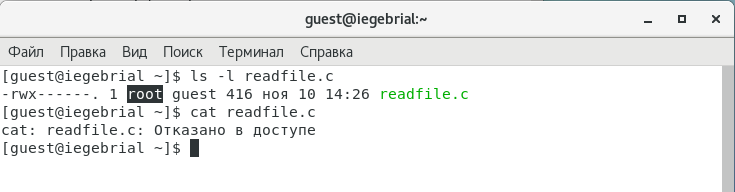 guest@iegebrial:~
Файл Правка Вид Поиск Терминал Справка
[guest@iegebrial ~]$ ls -l readfile.c
-rwx------. 1 root guest 416 ноя 10 14:26 readfile.c
[guest@iegebrial ~]$ cat readfile.c
cat: readfile.c: Отказано в доступе
[guest@iegebrial ~]$